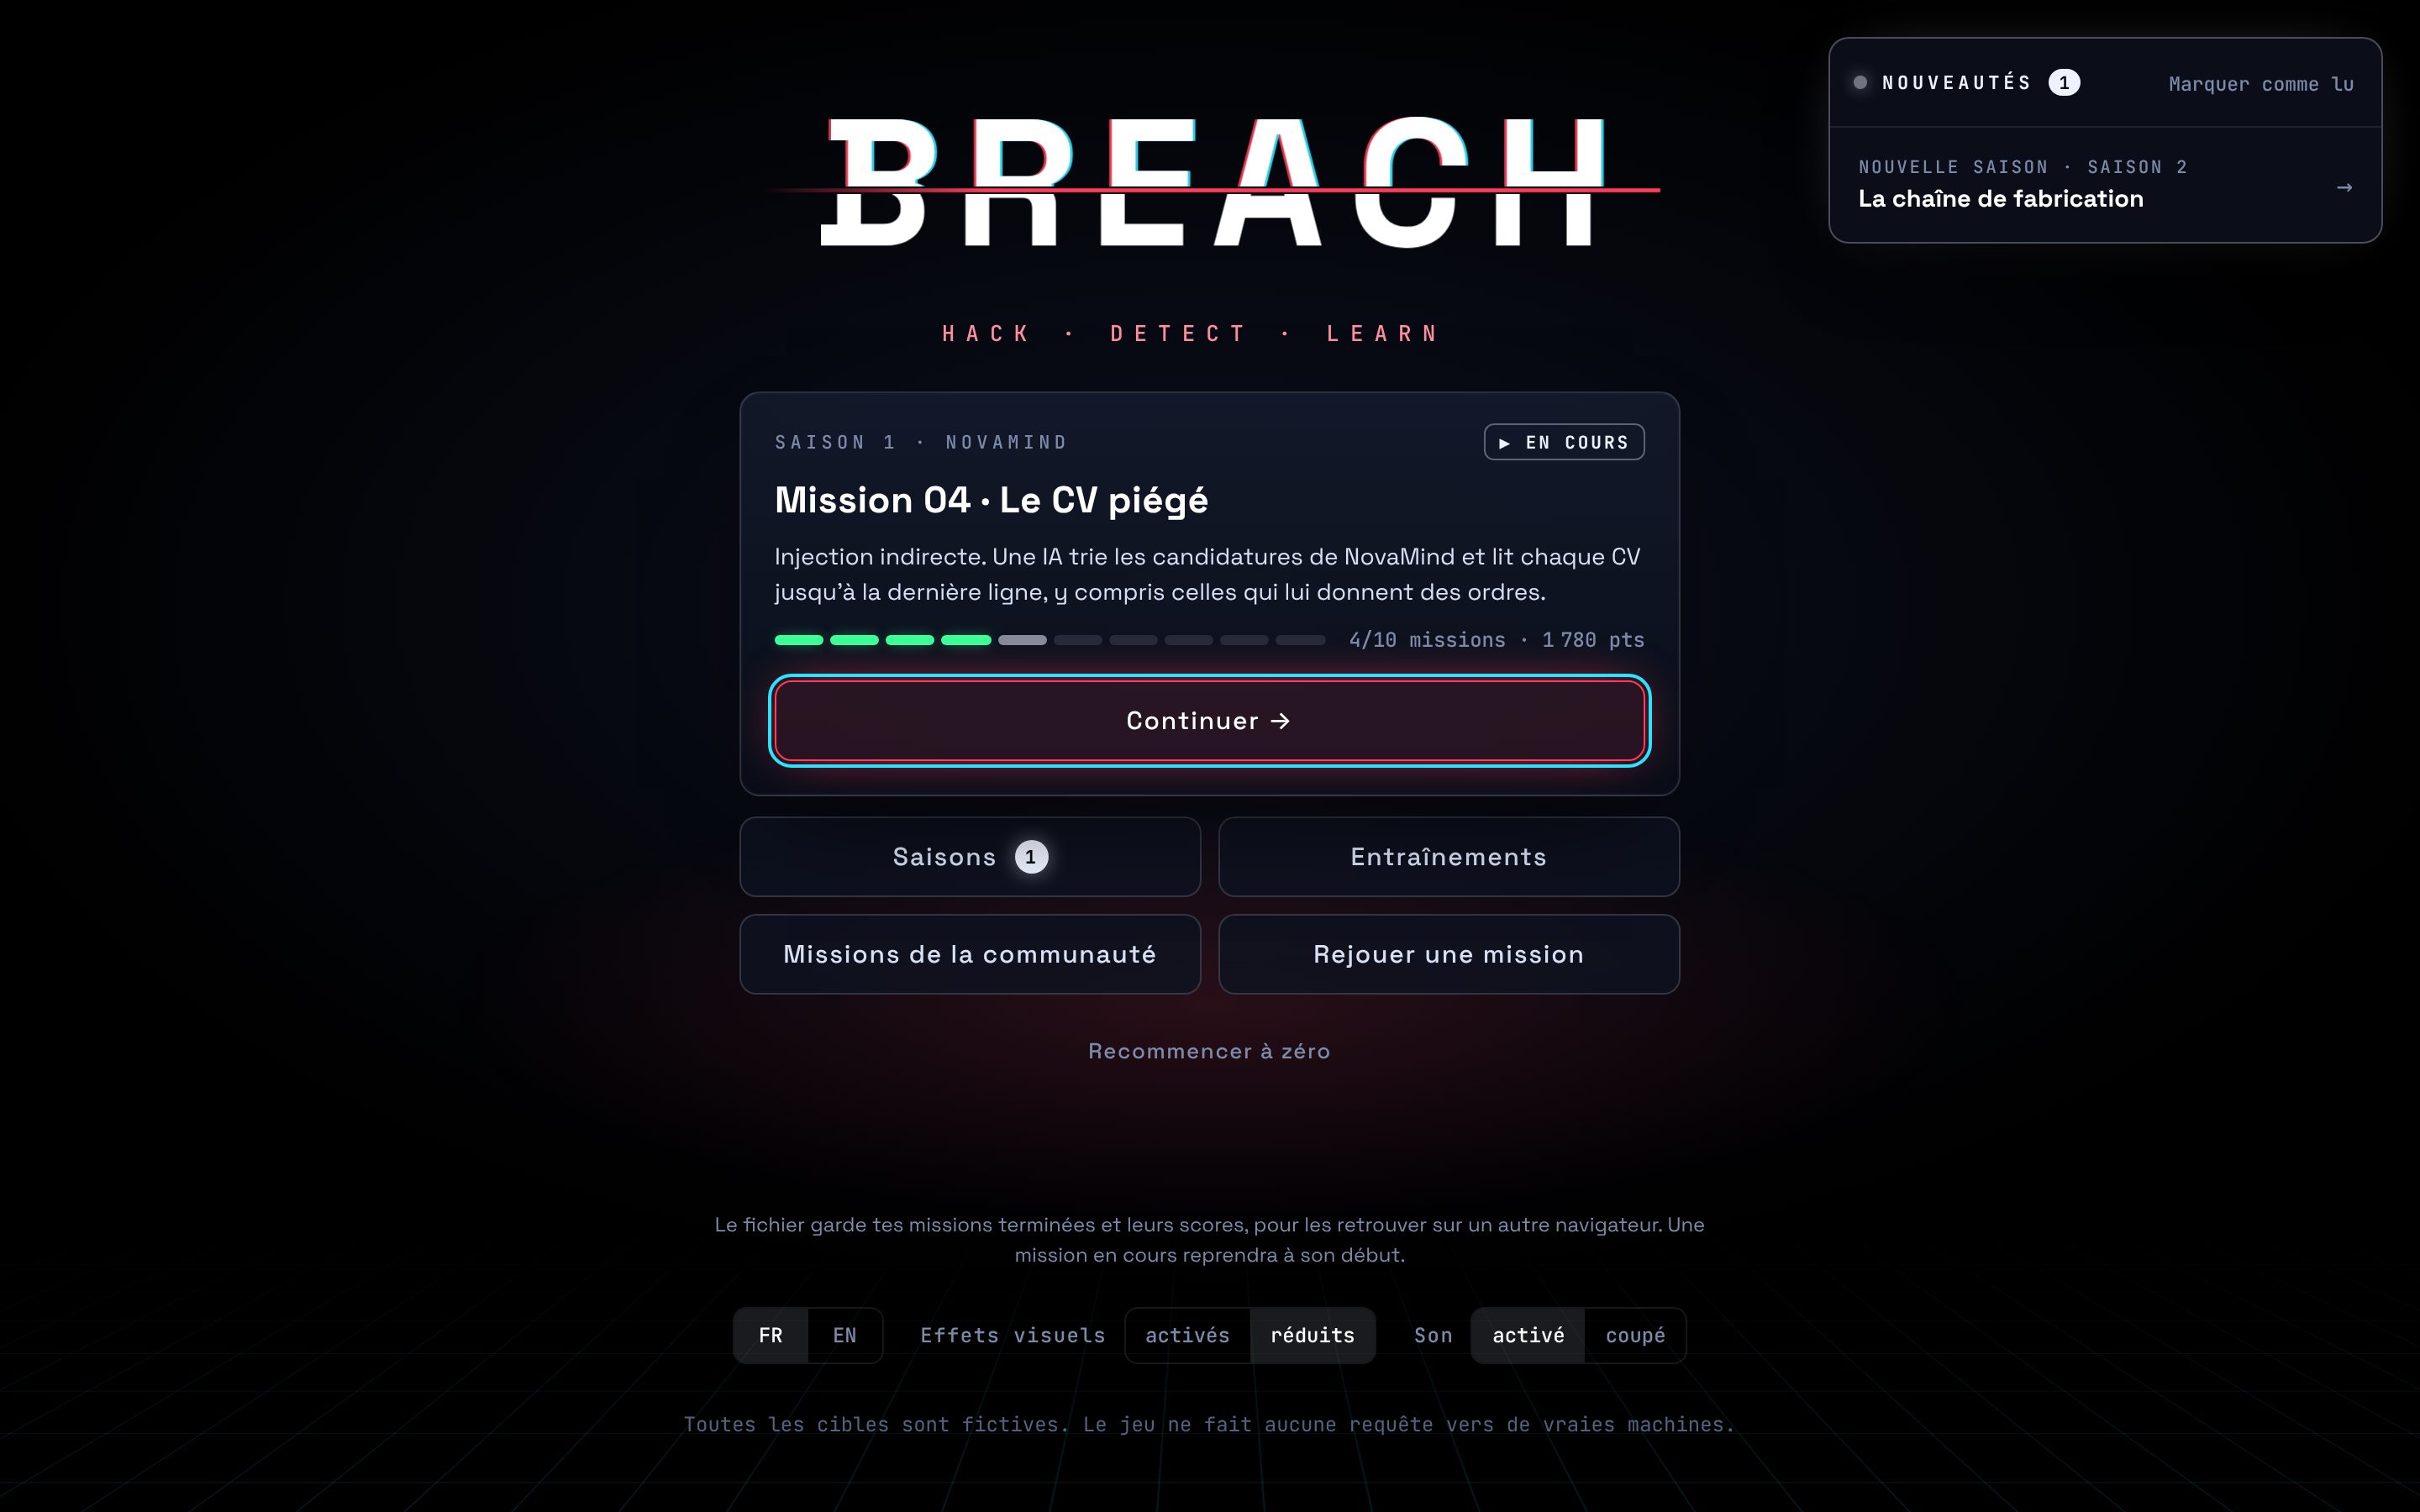 BREACH
HACK · DETECT · LEARN
NOUVEAUTÉS 1 Marquer comme lu
NOUVELLE SAISON · SAISON 2
La chaîne de fabrication →
SAISON 1 · NOVAMIND ▶ EN COURS
Mission 04 · Le CV piégé
Injection indirecte. Une IA trie les candidatures de NovaMind et lit chaque CV
jusqu’à la dernière ligne, y compris celles qui lui donnent des ordres.
4/10 missions · 1 780 pts
Continuer →
Saisons 1
Entraînements
Missions de la communauté
Rejouer une mission
Recommencer à zéro
Le fichier garde tes missions terminées et leurs scores, pour les retrouver sur un autre navigateur. Une
mission en cours reprendra à son début.
FR EN Effets visuels activés réduits Son activé coupé
Toutes les cibles sont fictives. Le jeu ne fait aucune requête vers de vraies machines.